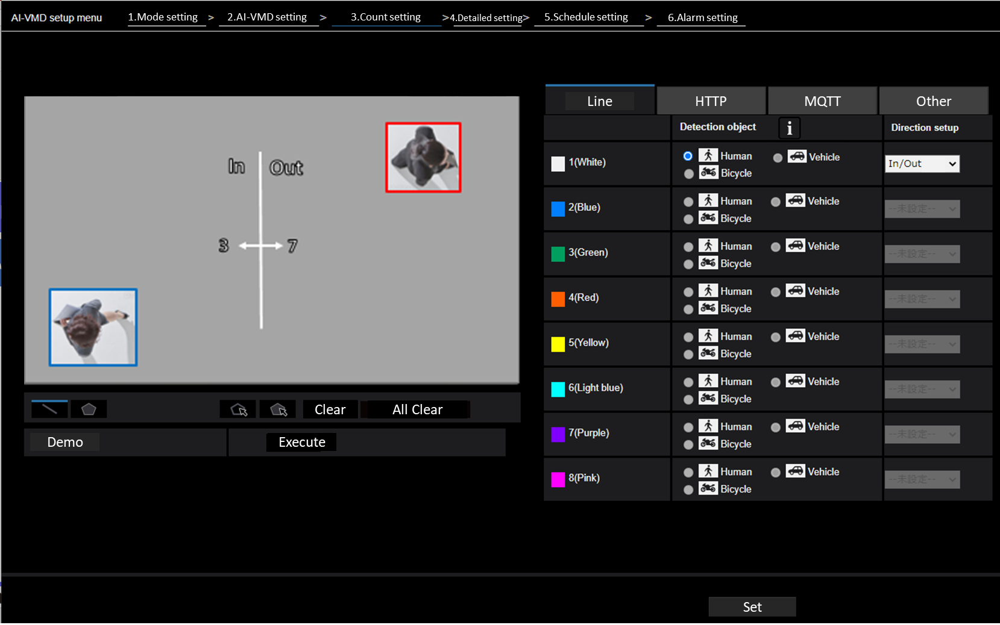 AI-VMD setup menu 1.Mode setting > 2.AI-VMD setting > 3.Count setting >4.Detailed setting> 5.Schedule setting > 6.Alarm setting
Line HTTP MQTT Other
Detection object i Direction setup
In Out
3 7
1(White) Human Vehicle In/Out
Bicycle
2(Blue) Human Vehicle --未設定--
Bicycle
3(Green) Human Vehicle --未設定--
Bicycle
4(Red) Human Vehicle --未設定--
Bicycle
5(Yellow) Human Vehicle --未設定--
Bicycle
6(Light blue) Human Vehicle --未設定--
Bicycle
7(Purple) Human Vehicle --未設定--
Bicycle
8(Pink) Human Vehicle --未設定--
Bicycle
Clear All Clear
Demo Execute
Set